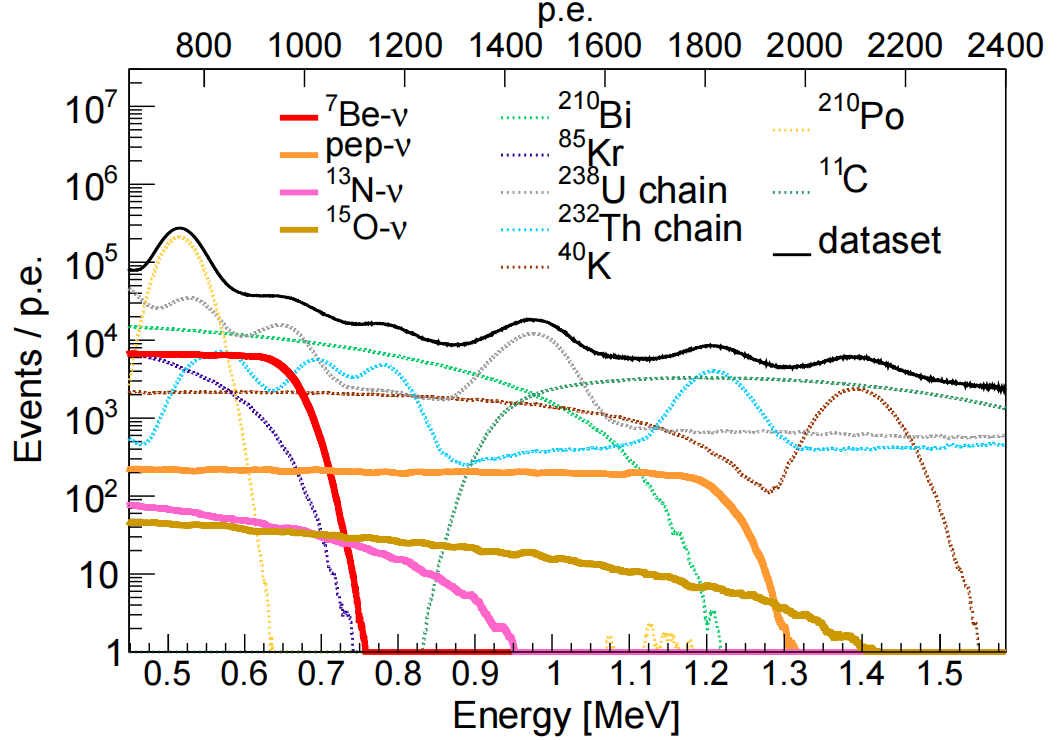 p.e.
800 1000 1200 1400 1600 1800 2000 2200 2400
10⁷
10⁶
10⁵
10⁴
10³
10²
10
1
Events / p.e.
⁷Be-ν
pep-ν
¹³N-ν
¹⁵O-ν
²¹⁰Bi
⁸⁵Kr
²³⁸U chain
²³²Th chain
⁴⁰K
²¹⁰Po
¹¹C
dataset
0.5 0.6 0.7 0.8 0.9 1 1.1 1.2 1.3 1.4 1.5
Energy [MeV]